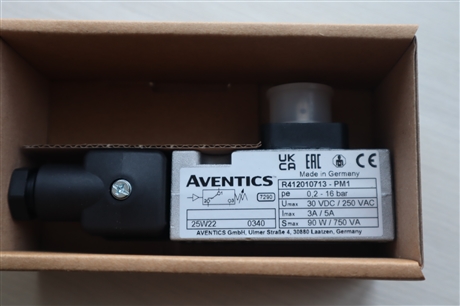 UK CA EAC CE
Made in Germany
AVENTICS
R412010713 - PM1
pe 0,2 - 16 bar
Umax 30 VDC / 250 VAC
Imax 3A / 5A
Smax 90 W / 750 VA
7290
25W22 0340
AVENTICS GmbH, Ulmer Straße 4, 30880 Laatzen, Germany